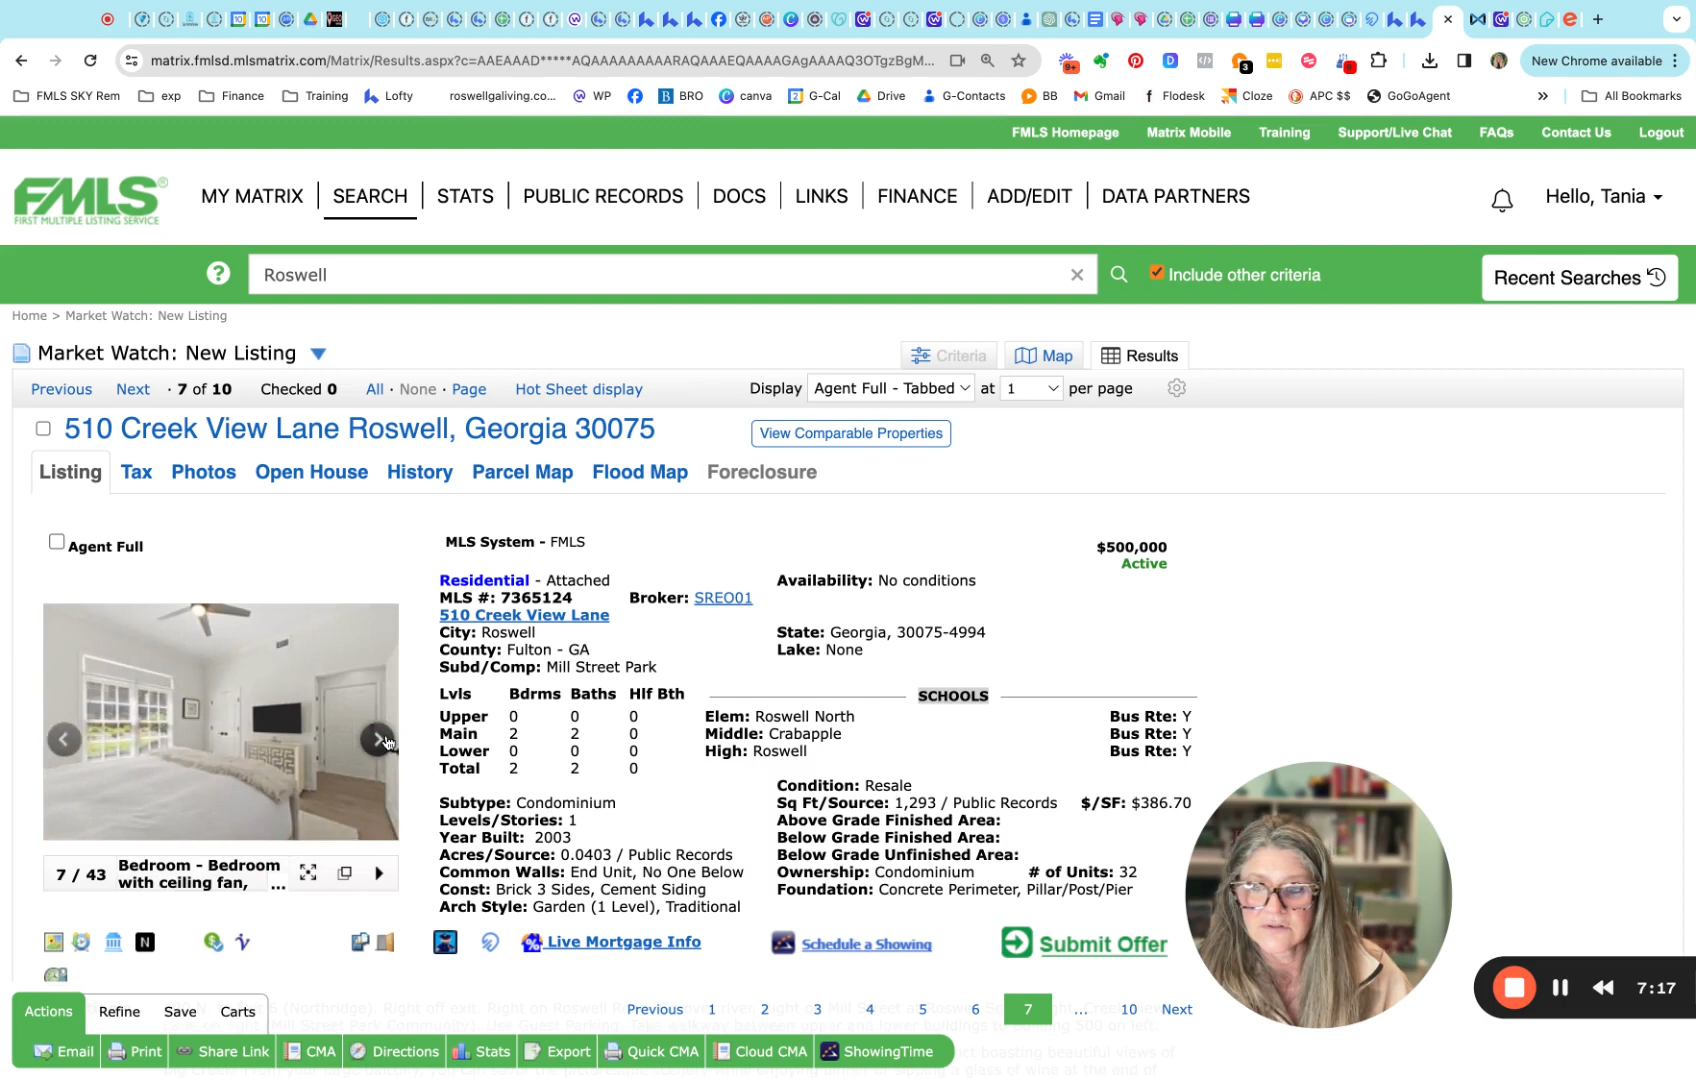 matrix.fmlsd.mlsmatrix.com/Matrix/Results.aspx?c=AAEAAAD*****AQAAAAAAAAARAQAAAEQAAAAGAgAAAAQ3OTgzBgM...
9+
3
New Chrome available
FMLS SKY Rem exp Finance Training Lofty roswellgaliving.co... WP BRO canva G-Cal Drive G-Contacts BB Gmail Flodesk Cloze APC $$ GoGoAgent » All Bookmarks
FMLS Homepage Matrix Mobile Training Support/Live Chat FAQs Contact Us Logout
FMLS®
FIRST MULTIPLE LISTING SERVICE
MY MATRIX SEARCH STATS PUBLIC RECORDS DOCS LINKS FINANCE ADD/EDIT DATA PARTNERS
Hello, Tania
? Roswell Include other criteria Recent Searches
Home > Market Watch: New Listing
Market Watch: New Listing Criteria Map Results
Previous Next · 7 of 10 Checked 0 All · None · Page Hot Sheet display Display Agent Full - Tabbed at 1 per page
510 Creek View Lane Roswell, Georgia 30075 View Comparable Properties
Listing Tax Photos Open House History Parcel Map Flood Map Foreclosure
Agent Full MLS System - FMLS $500,000
Active
Residential - Attached Availability: No conditions
MLS #: 7365124 Broker: SREO01
510 Creek View Lane
City: Roswell State: Georgia, 30075-4994
County: Fulton - GA Lake: None
Subd/Comp: Mill Street Park
Lvls Bdrms Baths Hlf Bth SCHOOLS
Upper 0 0 0 Elem: Roswell North Bus Rte: Y
Main 2 2 0 Middle: Crabapple Bus Rte: Y
Lower 0 0 0 High: Roswell Bus Rte: Y
Total 2 2 0
Condition: Resale
Subtype: Condominium Sq Ft/Source: 1,293 / Public Records $/SF: $386.70
Levels/Stories: 1 Above Grade Finished Area:
Year Built: 2003 Below Grade Finished Area:
Acres/Source: 0.0403 / Public Records Below Grade Unfinished Area:
Common Walls: End Unit, No One Below Ownership: Condominium # of Units: 32
Const: Brick 3 Sides, Cement Siding Foundation: Concrete Perimeter, Pillar/Post/Pier
Arch Style: Garden (1 Level), Traditional
7 / 43 Bedroom - Bedroom
with ceiling fan, ...
N Live Mortgage Info Schedule a Showing Submit Offer
7:17
Actions Refine Save Carts Previous 1 2 3 4 5 6 7 ... 10 Next
Email Print Share Link CMA Directions Stats Export Quick CMA Cloud CMA ShowingTime